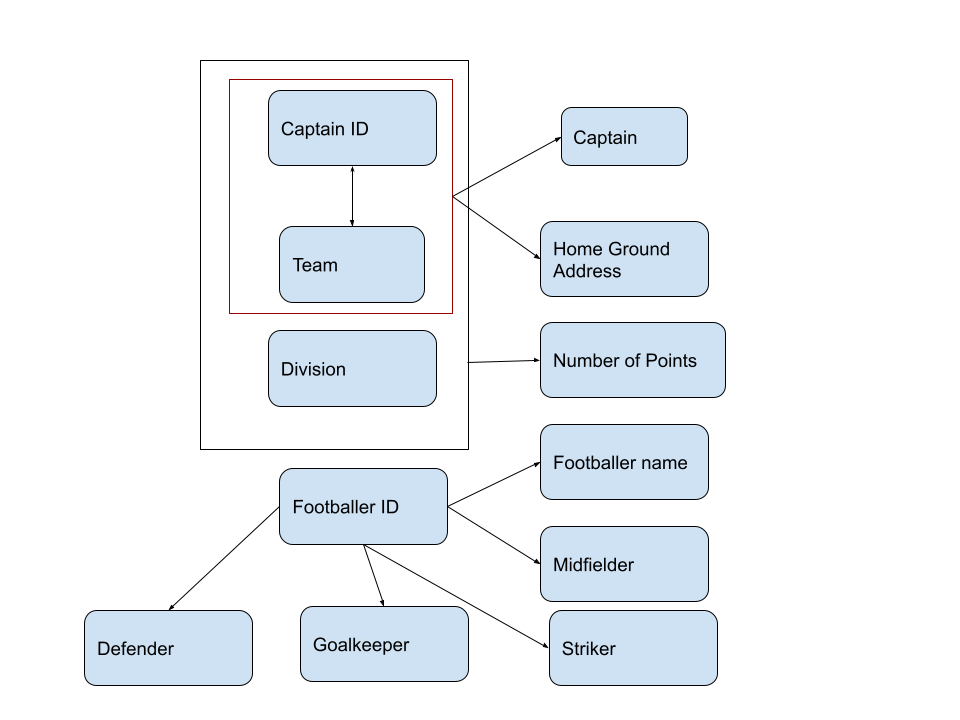 Captain ID
Captain
Team
Home Ground
Address
Division
Number of Points
Footballer name
Footballer ID
Midfielder
Defender
Goalkeeper
Striker